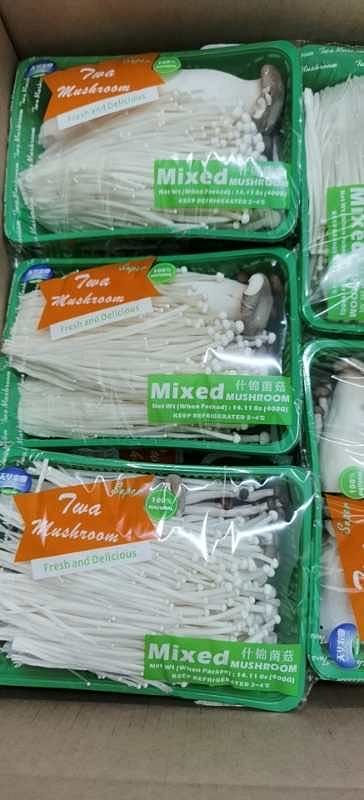 Twa
Mushroom
Fresh and Delicious
100%
NATURAL
Mixed MUSHROOM
Net Wt (When Packed): 14.11 Oz (400G)
KEEP REFRIGERATED 2-4℃
Super
Twa
Mushroom
Fresh and Delicious
100%
NATURAL
Mixed 什锦菌菇
MUSHROOM
Net Wt (When Packed): 14.11 Oz (400G)
KEEP REFRIGERATED 2-4℃
Super
Twa
Mushroom
Fresh and Delicious
100%
NATURAL
Mixed 什锦菌菇
MUSHROOM
Net Wt (When Packed): 14.11 Oz (400G)
KEEP REFRIGERATED 2-4℃
Super